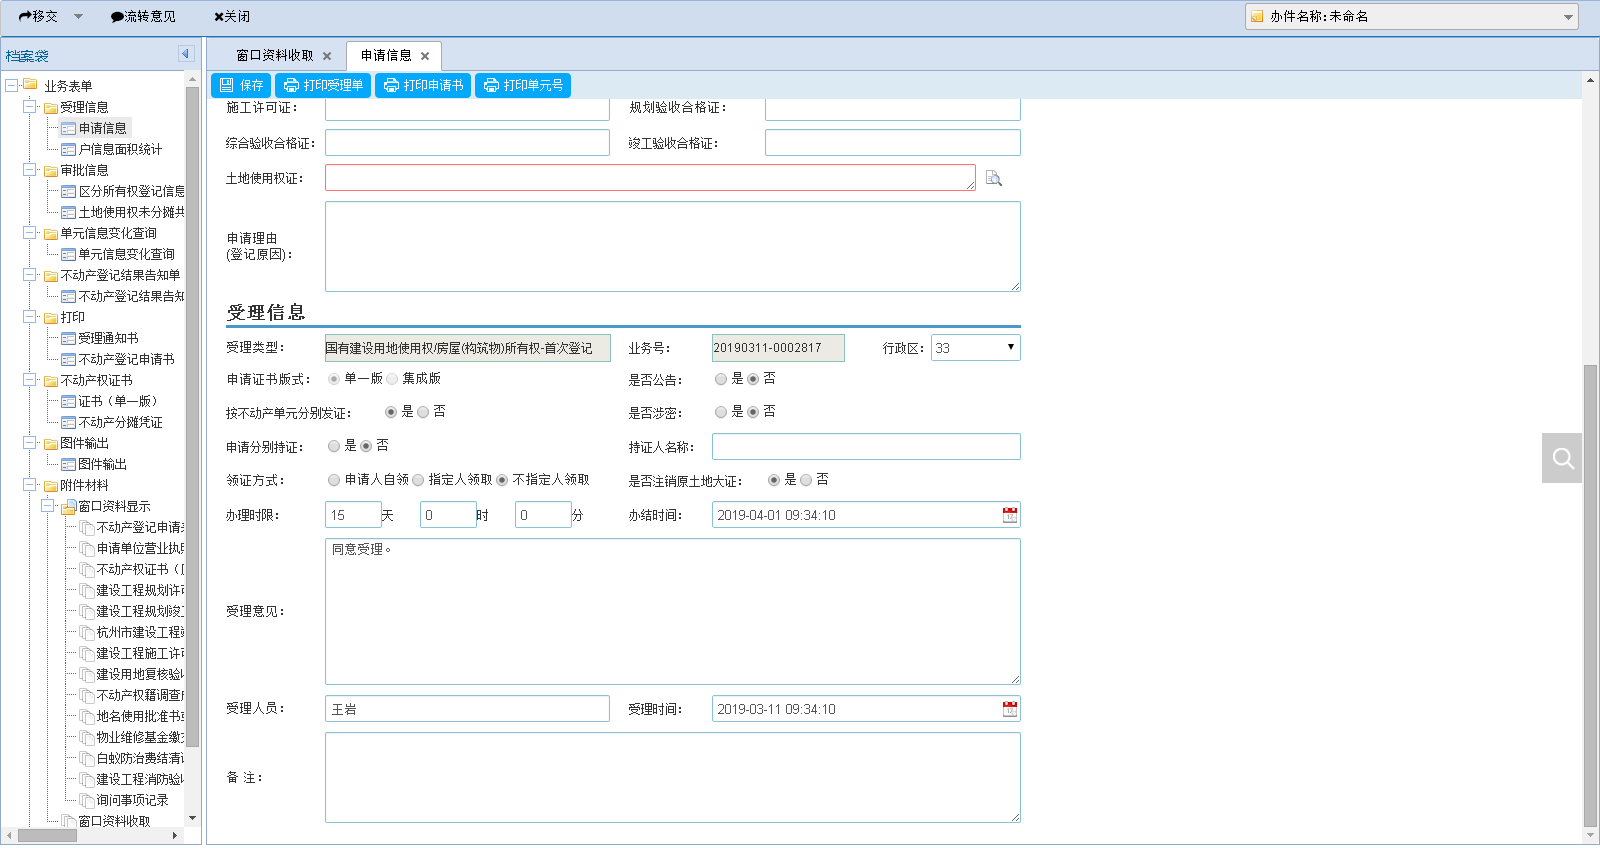 移交
流转意见
关闭
办件名称:未命名
档案袋
窗口资料收取
申请信息
保存
打印受理单
打印申请书
打印单元号
业务表单
受理信息
申请信息
户信息面积统计
审批信息
区分所有权登记信息
土地使用权未分摊共
单元信息变化查询
单元信息变化查询
不动产登记结果告知单
不动产登记结果告知
打印
受理通知书
不动产登记申请书
不动产权证书
证书（单一版）
不动产分摊凭证
图件输出
图件输出
附件材料
窗口资料显示
不动产登记申请
申请单位营业执
不动产权证书（
建设工程规划许可
建设工程规划竣工
杭州市建设工程
建设工程施工许可
建设用地复核验收
不动产权籍调查
地名使用批准书
物业维修基金缴
白蚁防治费结清
建设工程消防验收
询问事项记录
窗口资料收取
施工许可证：
规划验收合格证：
综合验收合格证：
竣工验收合格证：
土地使用权证：
申请理由
(登记原因)：
受理信息
受理类型： 国有建设用地使用权/房屋(构筑物)所有权-首次登记
业务号： 20190311-0002817
行政区： 33
申请证书版式： 单一版 集成版
是否公告： 是 否
按不动产单元分别发证： 是 否
是否涉密： 是 否
申请分别持证： 是 否
持证人名称：
领证方式： 申请人自领 指定人领取 不指定人领取
是否注销原土地大证： 是 否
办理时限： 15 天 0 时 0 分
办结时间： 2019-04-01 09:34:10
受理意见： 同意受理。
受理人员： 王岩
受理时间： 2019-03-11 09:34:10
备 注：